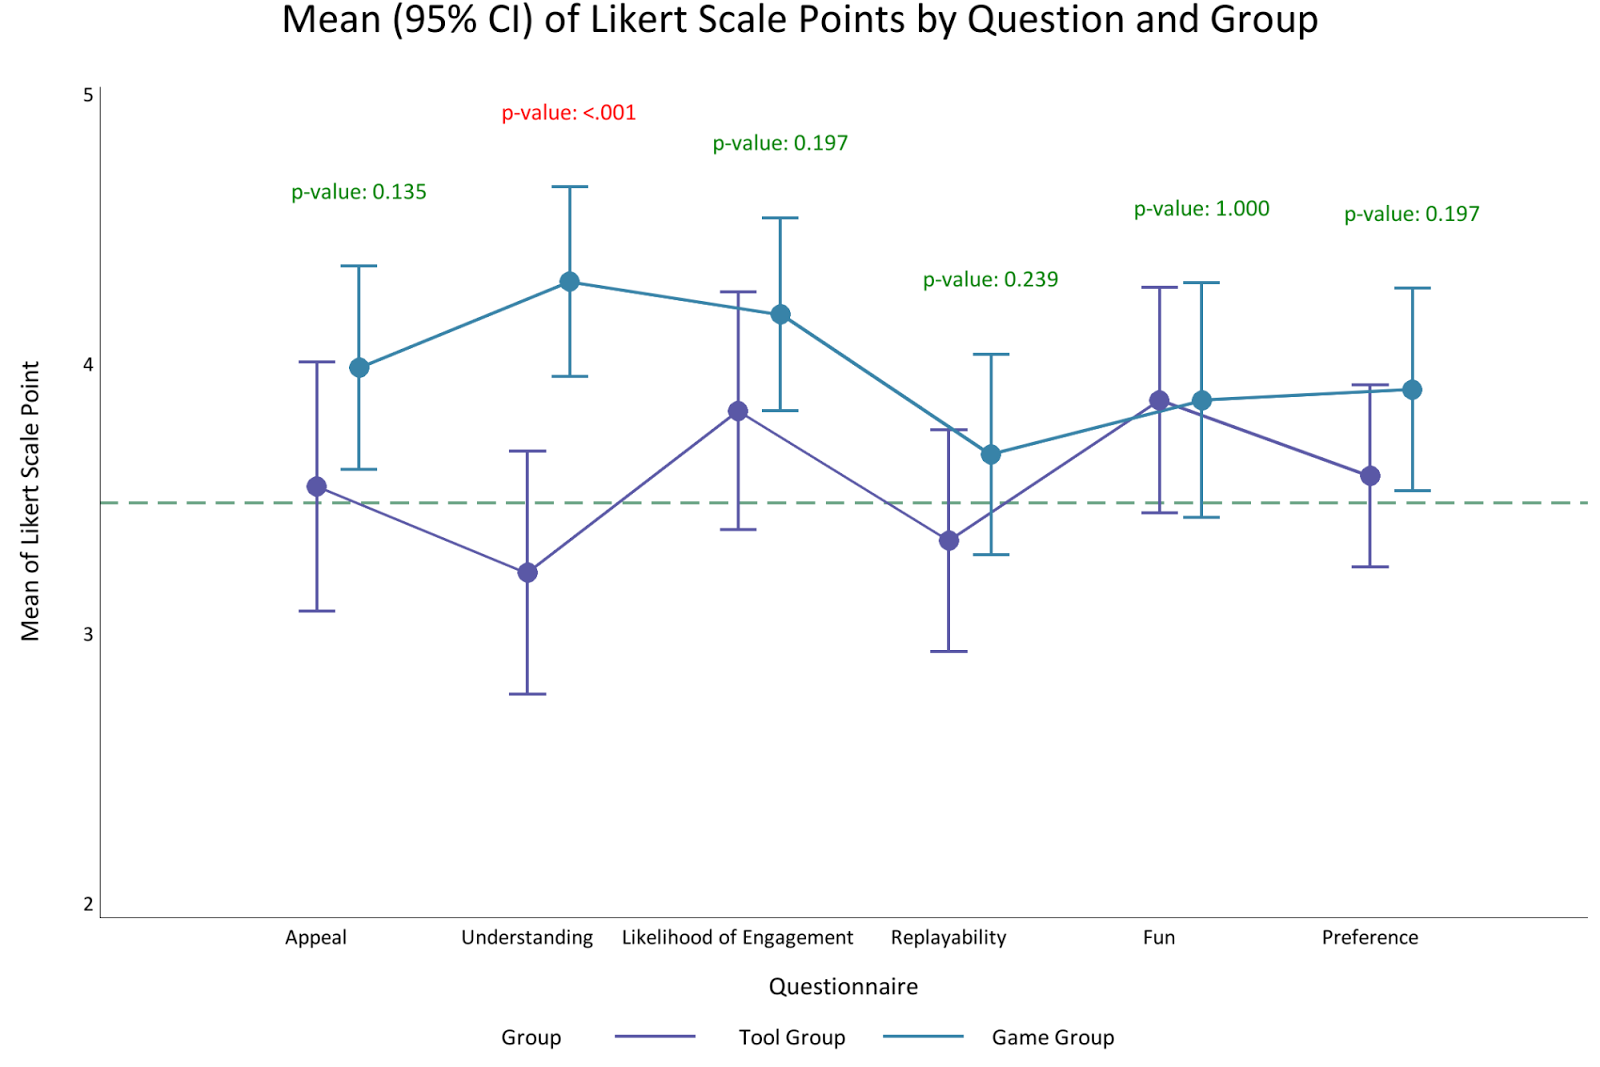 Mean (95% CI) of Likert Scale Points by Question and Group
5
p-value: <.001
p-value: 0.197
p-value: 0.135
p-value: 1.000
p-value: 0.197
p-value: 0.239
4
3
2
Mean of Likert Scale Point
Appeal Understanding Likelihood of Engagement Replayability Fun Preference
Questionnaire
Group Tool Group Game Group